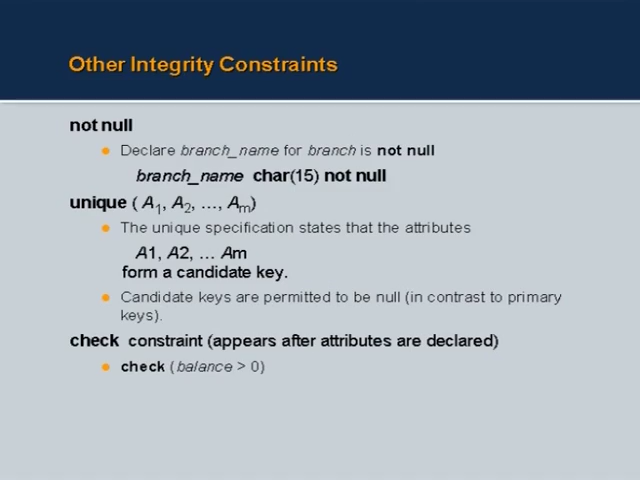 Other Integrity Constraints
not null
Declare branch_name for branch is not null
branch_name char(15) not null
unique ( A1, A2, …, Am)
The unique specification states that the attributes
A1, A2, … Am
form a candidate key.
Candidate keys are permitted to be null (in contrast to primary
keys).
check constraint (appears after attributes are declared)
check (balance > 0)